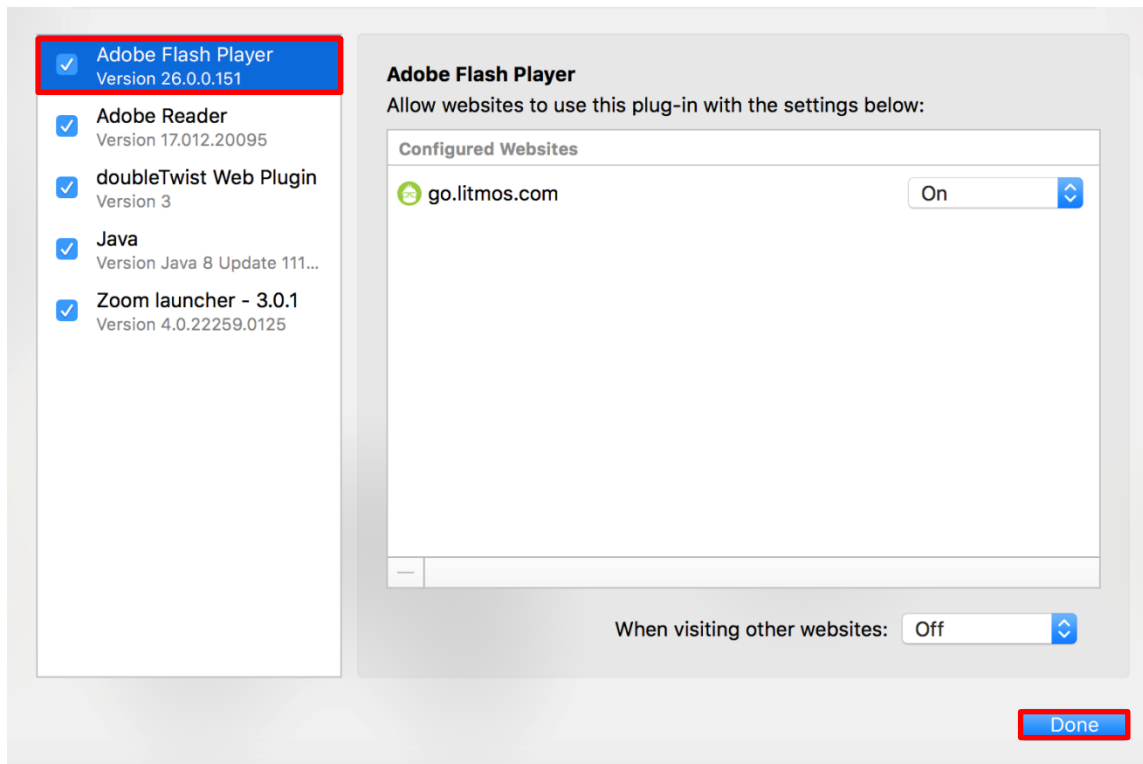 Adobe Flash Player
Version 26.0.0.151
Adobe Reader
Version 17.012.20095
doubleTwist Web Plugin
Version 3
Java
Version Java 8 Update 111...
Zoom launcher - 3.0.1
Version 4.0.22259.0125
Adobe Flash Player
Allow websites to use this plug-in with the settings below:
Configured Websites
go.litmos.com
On
When visiting other websites:
Off
Done